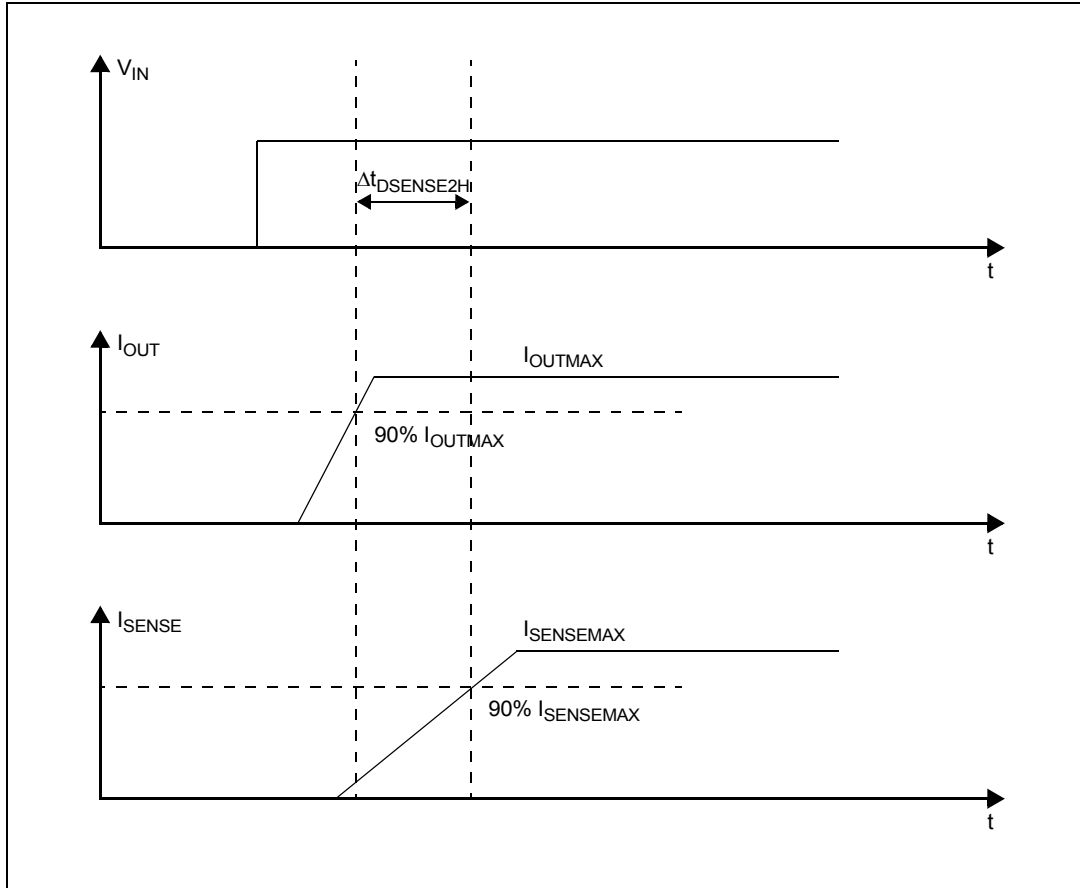 VIN
ΔtDSENSE2H
t
IOUT
IOUTMAX
90% IOUTMAX
t
ISENSE
ISENSEMAX
90% ISENSEMAX
t